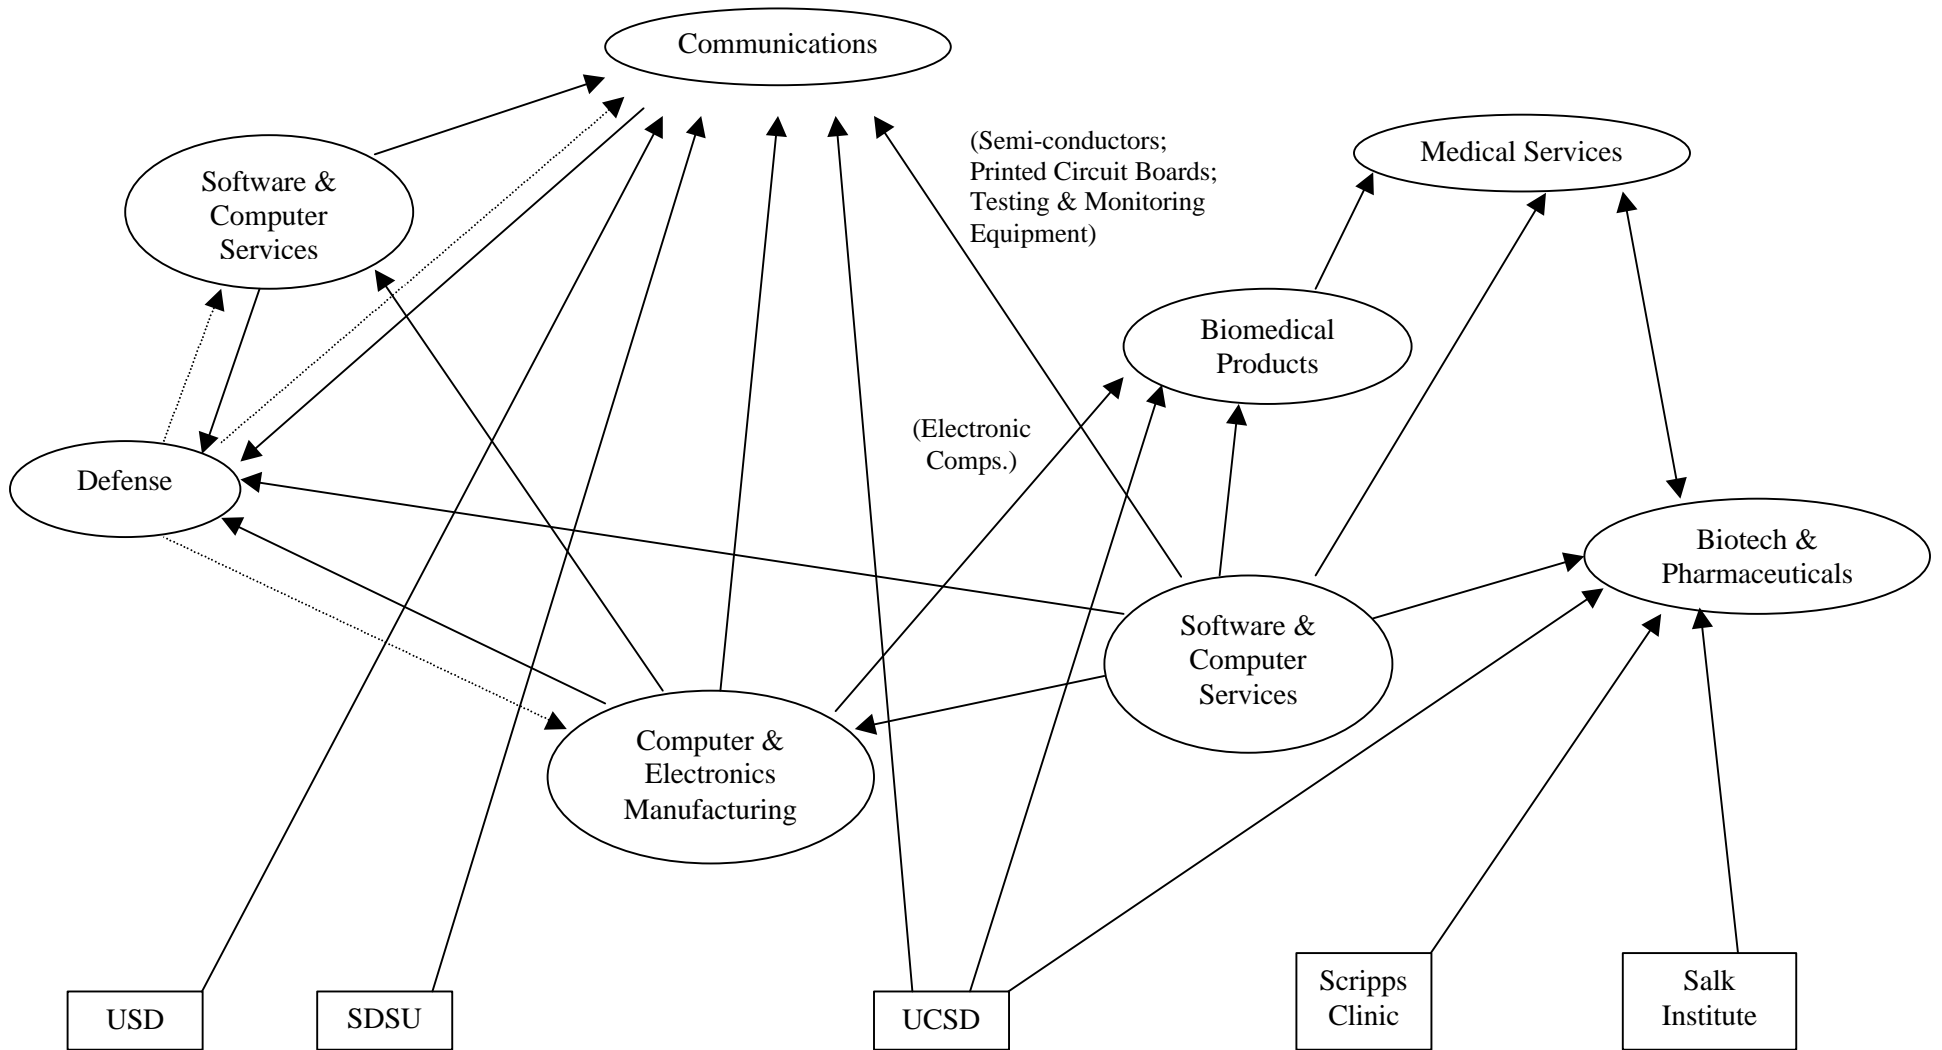 Communications
(Semi-conductors;
Printed Circuit Boards;
Testing & Monitoring
Equipment)
Medical Services
Software &
Computer
Services
Biomedical
Products
(Electronic
Comps.)
Defense
Biotech &
Pharmaceuticals
Software &
Computer
Services
Computer &
Electronics
Manufacturing
USD
SDSU
UCSD
Scripps
Clinic
Salk
Institute